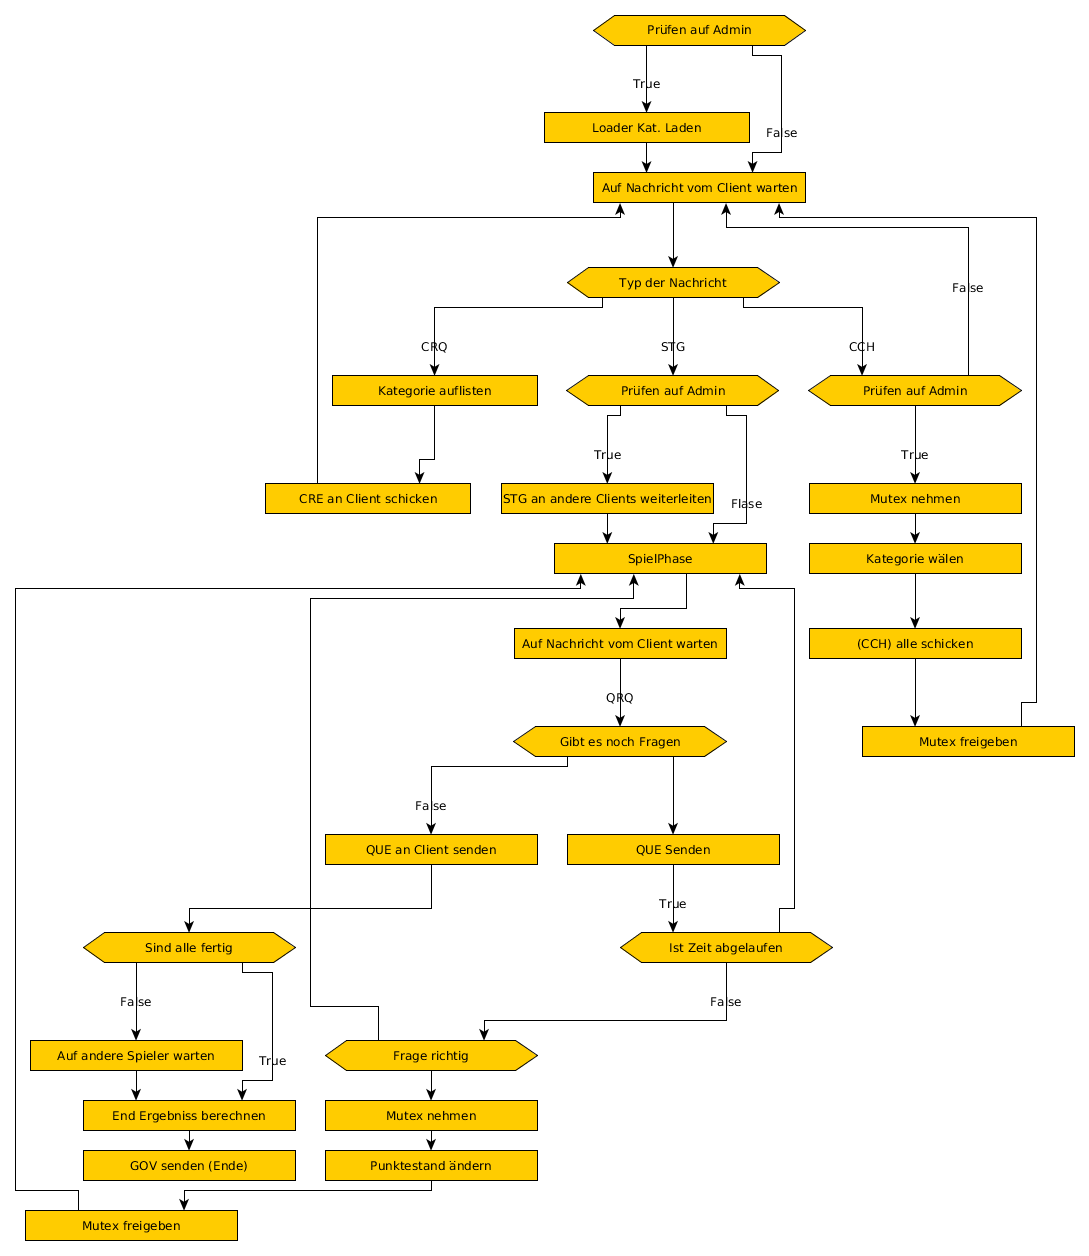 Prüfen auf Admin
True
Loader Kat. Laden
False
Auf Nachricht vom Client warten
Typ der Nachricht
False
CRQ
STG
CCH
Kategorie auflisten
Prüfen auf Admin
Prüfen auf Admin
True
True
CRE an Client schicken
STG an andere Clients weiterleiten
Flase
Mutex nehmen
SpielPhase
Kategorie wälen
Auf Nachricht vom Client warten
(CCH) alle schicken
QRQ
Gibt es noch Fragen
Mutex freigeben
False
QUE an Client senden
QUE Senden
True
Sind alle fertig
Ist Zeit abgelaufen
False
False
Auf andere Spieler warten
True
Frage richtig
End Ergebniss berechnen
Mutex nehmen
GOV senden (Ende)
Punktestand ändern
Mutex freigeben